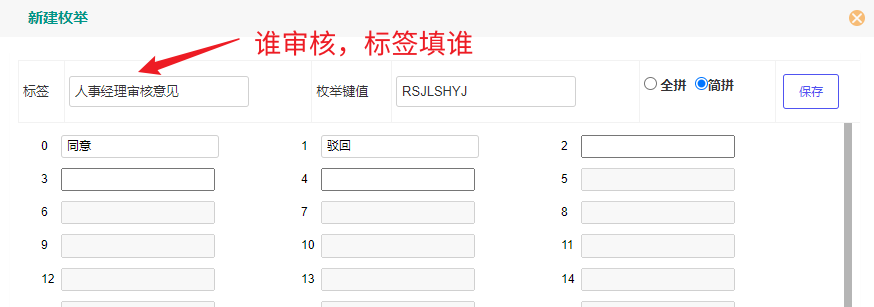 新建枚举
谁审核，标签填谁
标签 人事经理审核意见 枚举键值 RSJLSHYJ 全拼 简拼 保存
0 同意 1 驳回 2
3 4 5
6 7 8
9 10 11
12 13 14